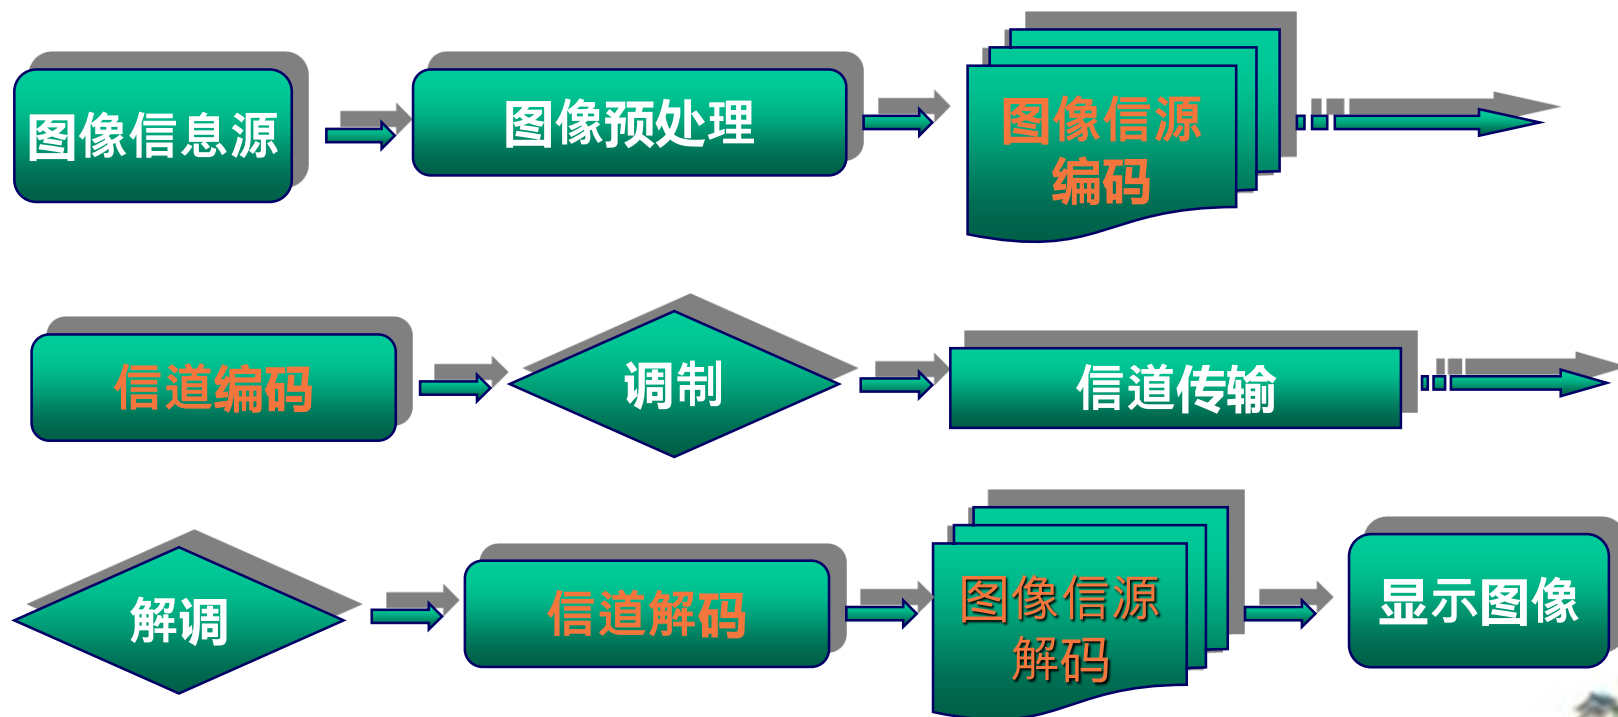 图像信息源
图像预处理
图像信源
编码
信道编码
调制
信道传输
解调
信道解码
图像信源
解码
显示图像